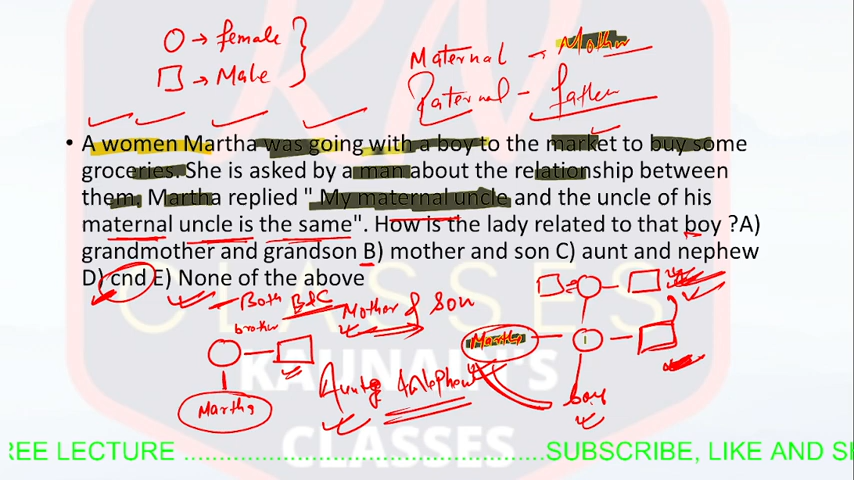 → female
→ Male
Maternal → Mother
Paternal - father
• A women Martha was going with a boy to the market to buy some
groceries. She is asked by a man about the relationship between
them, Martha replied " My maternal uncle and the uncle of his
maternal uncle is the same". How is the lady related to that boy ?A)
grandmother and grandson B) mother and son C) aunt and nephew
D) cnd E) None of the above
Both B&C
Mother & Son
brother
Martha
Martha
Aunty & Nephew
boy
CLASSES
KAUNAIN's
CLASSES
REE LECTURE ......................................................SUBSCRIBE, LIKE AND S